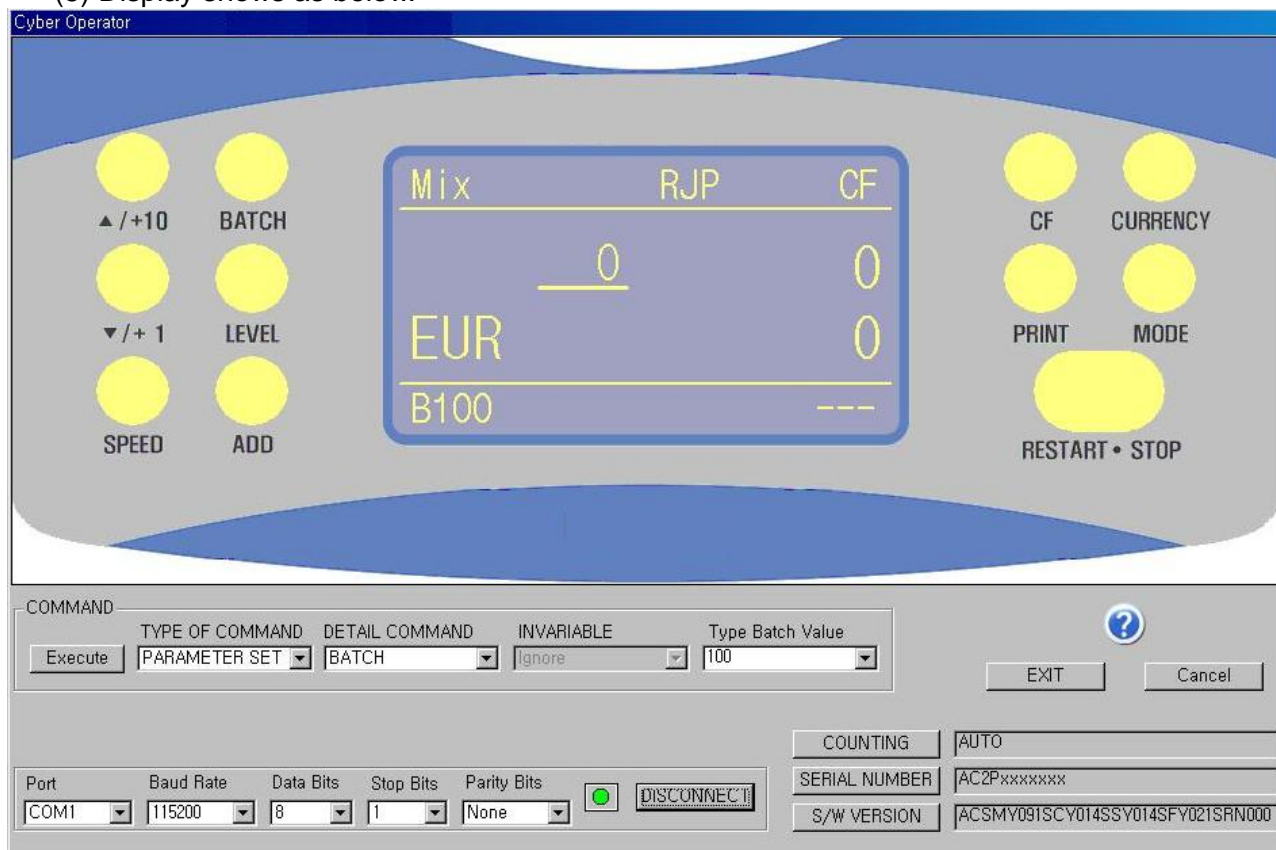 Cyber Operator
▲/+10 BATCH
▼/+ 1 LEVEL
SPEED ADD
Mix RJP CF
0 0
EUR 0
B100 ---
CF CURRENCY
PRINT MODE
RESTART • STOP
COMMAND
TYPE OF COMMAND DETAIL COMMAND INVARIABLE Type Batch Value
Execute PARAMETER SET BATCH Ignore 100
?
EXIT Cancel
Port Baud Rate Data Bits Stop Bits Parity Bits
COM1 115200 8 1 None DISCONNECT
COUNTING AUTO
SERIAL NUMBER AC2Pxxxxxxx
S/W VERSION ACSMY091SCY014SSY014SFY021SRN000